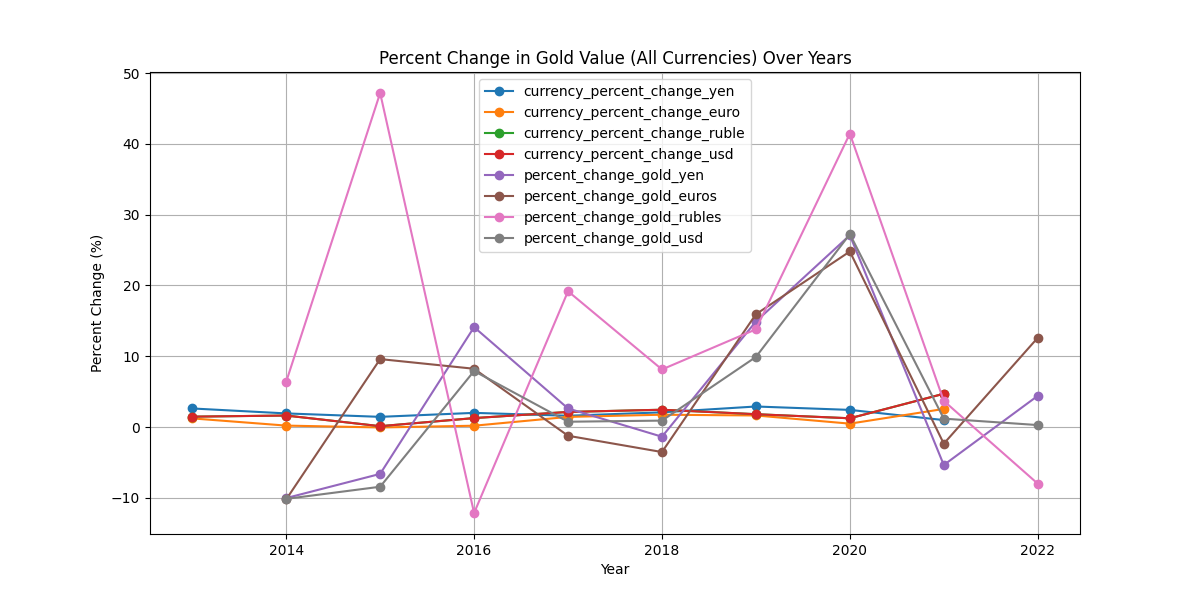 Percent Change in Gold Value (All Currencies) Over Years
50
40
30
20
10
0
−10
Percent Change (%)
currency_percent_change_yen
currency_percent_change_euro
currency_percent_change_ruble
currency_percent_change_usd
percent_change_gold_yen
percent_change_gold_euros
percent_change_gold_rubles
percent_change_gold_usd
2014 2016 2018 2020 2022
Year